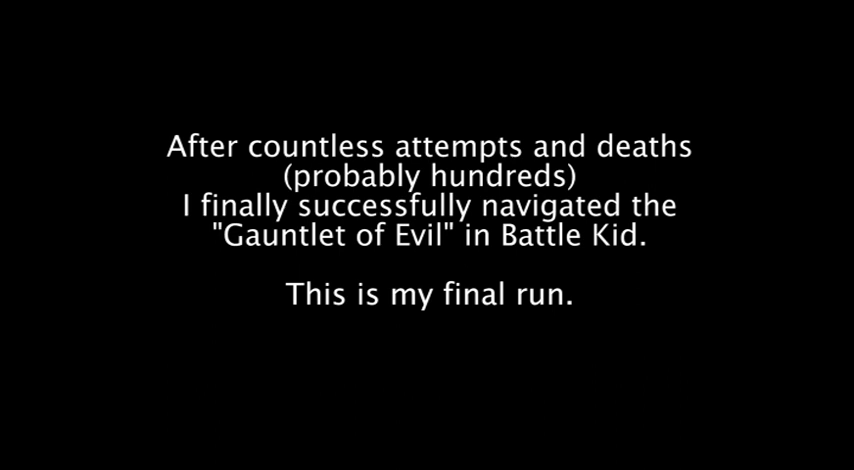 After countless attempts and deaths
(probably hundreds)
I finally successfully navigated the
"Gauntlet of Evil" in Battle Kid.
This is my final run.